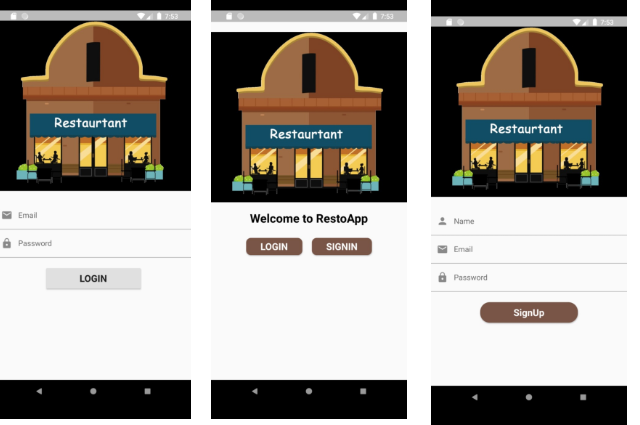 7:53
Restaurtant
Email
Password
LOGIN
7:53
Restaurtant
Welcome to RestoApp
LOGIN SIGNIN
7:53
Restaurtant
Name
Email
Password
SignUp